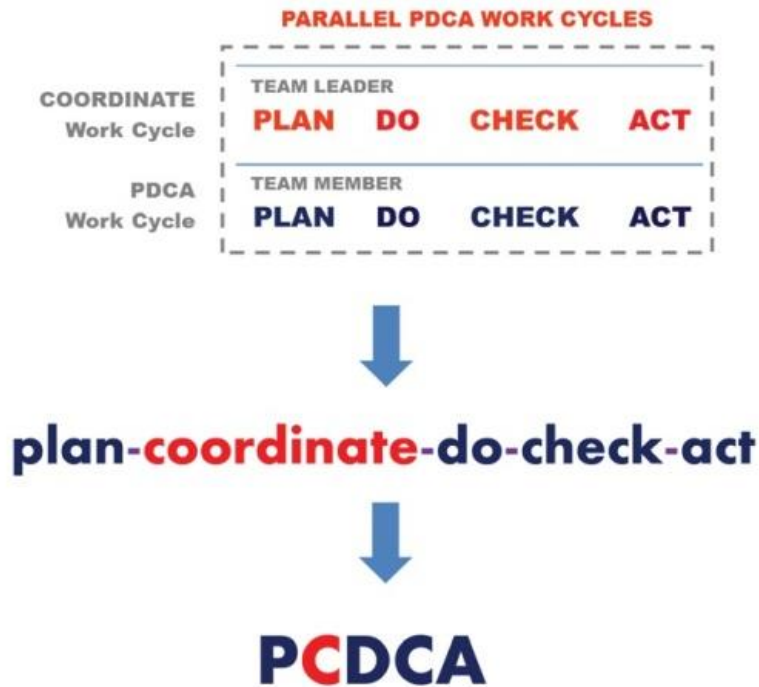 PARALLEL PDCA WORK CYCLES
COORDINATE
Work Cycle
TEAM LEADER
PLAN DO CHECK ACT
PDCA
Work Cycle
TEAM MEMBER
PLAN DO CHECK ACT
plan-coordinate-do-check-act
PCDCA